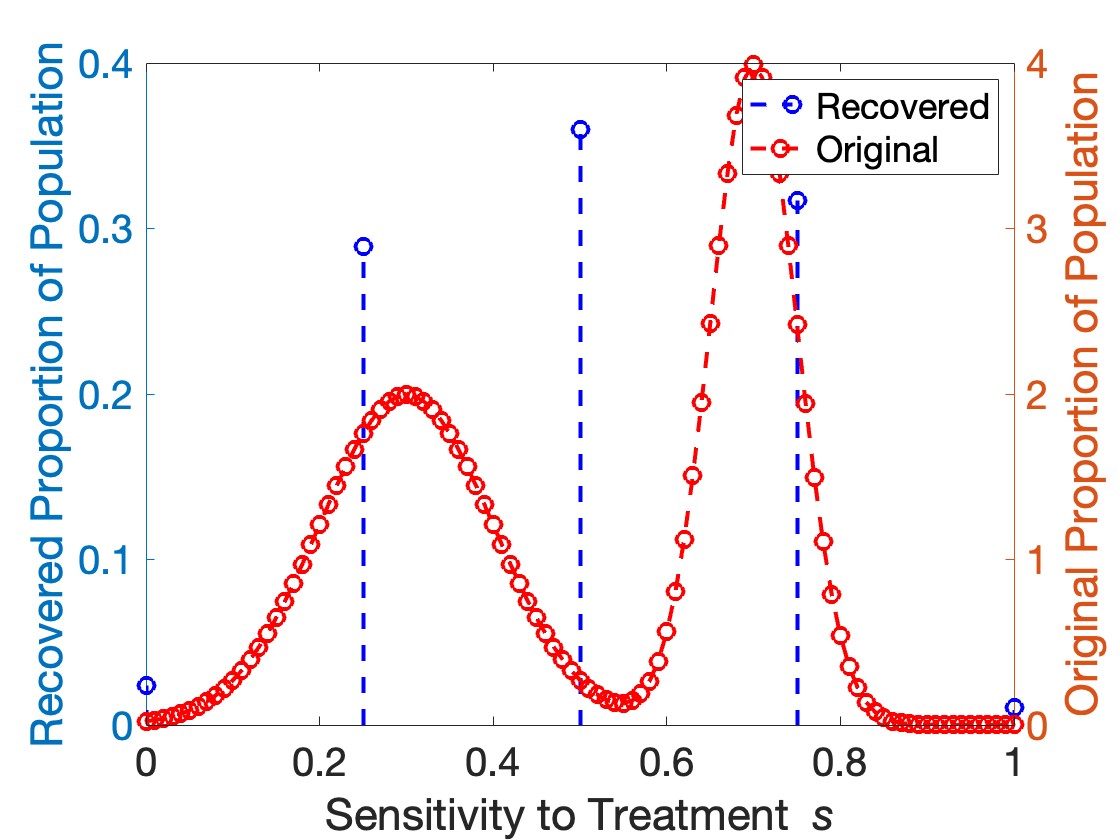 Recovered Proportion of Population
0.4
0.3
0.2
0.1
0
4
3
2
1
0
Original Proportion of Population
Recovered
Original
0 0.2 0.4 0.6 0.8 1
Sensitivity to Treatment s